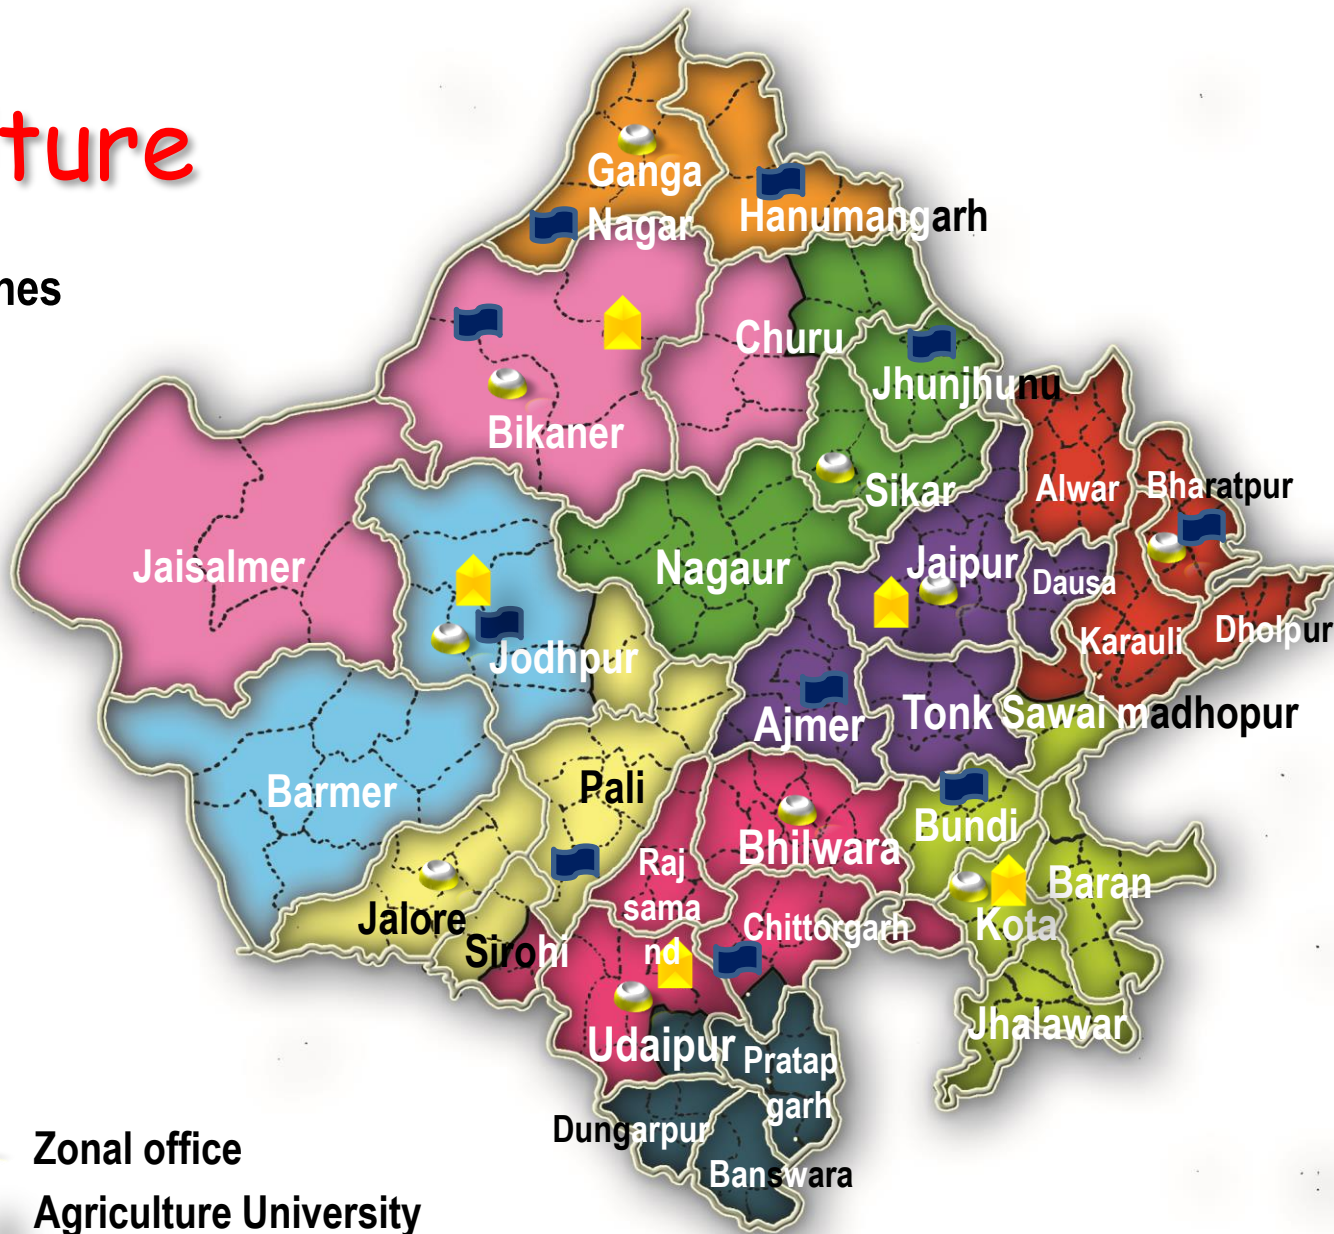 ture
nes
Ganga
Nagar
Hanumangarh
Churu
Jhunjhunu
Bikaner
Sikar
Alwar
Bharatpur
Jaisalmer
Nagaur
Jaipur
Dausa
Jodhpur
Karauli
Dholpur
Ajmer
Tonk
Sawai madhopur
Barmer
Pali
Bundi
Bhilwara
Raj
sama
nd
Baran
Jalore
Chittorgarh
Kota
Sirohi
Jhalawar
Udaipur
Pratap
garh
Dungarpur
Banswara
Zonal office
Agriculture University